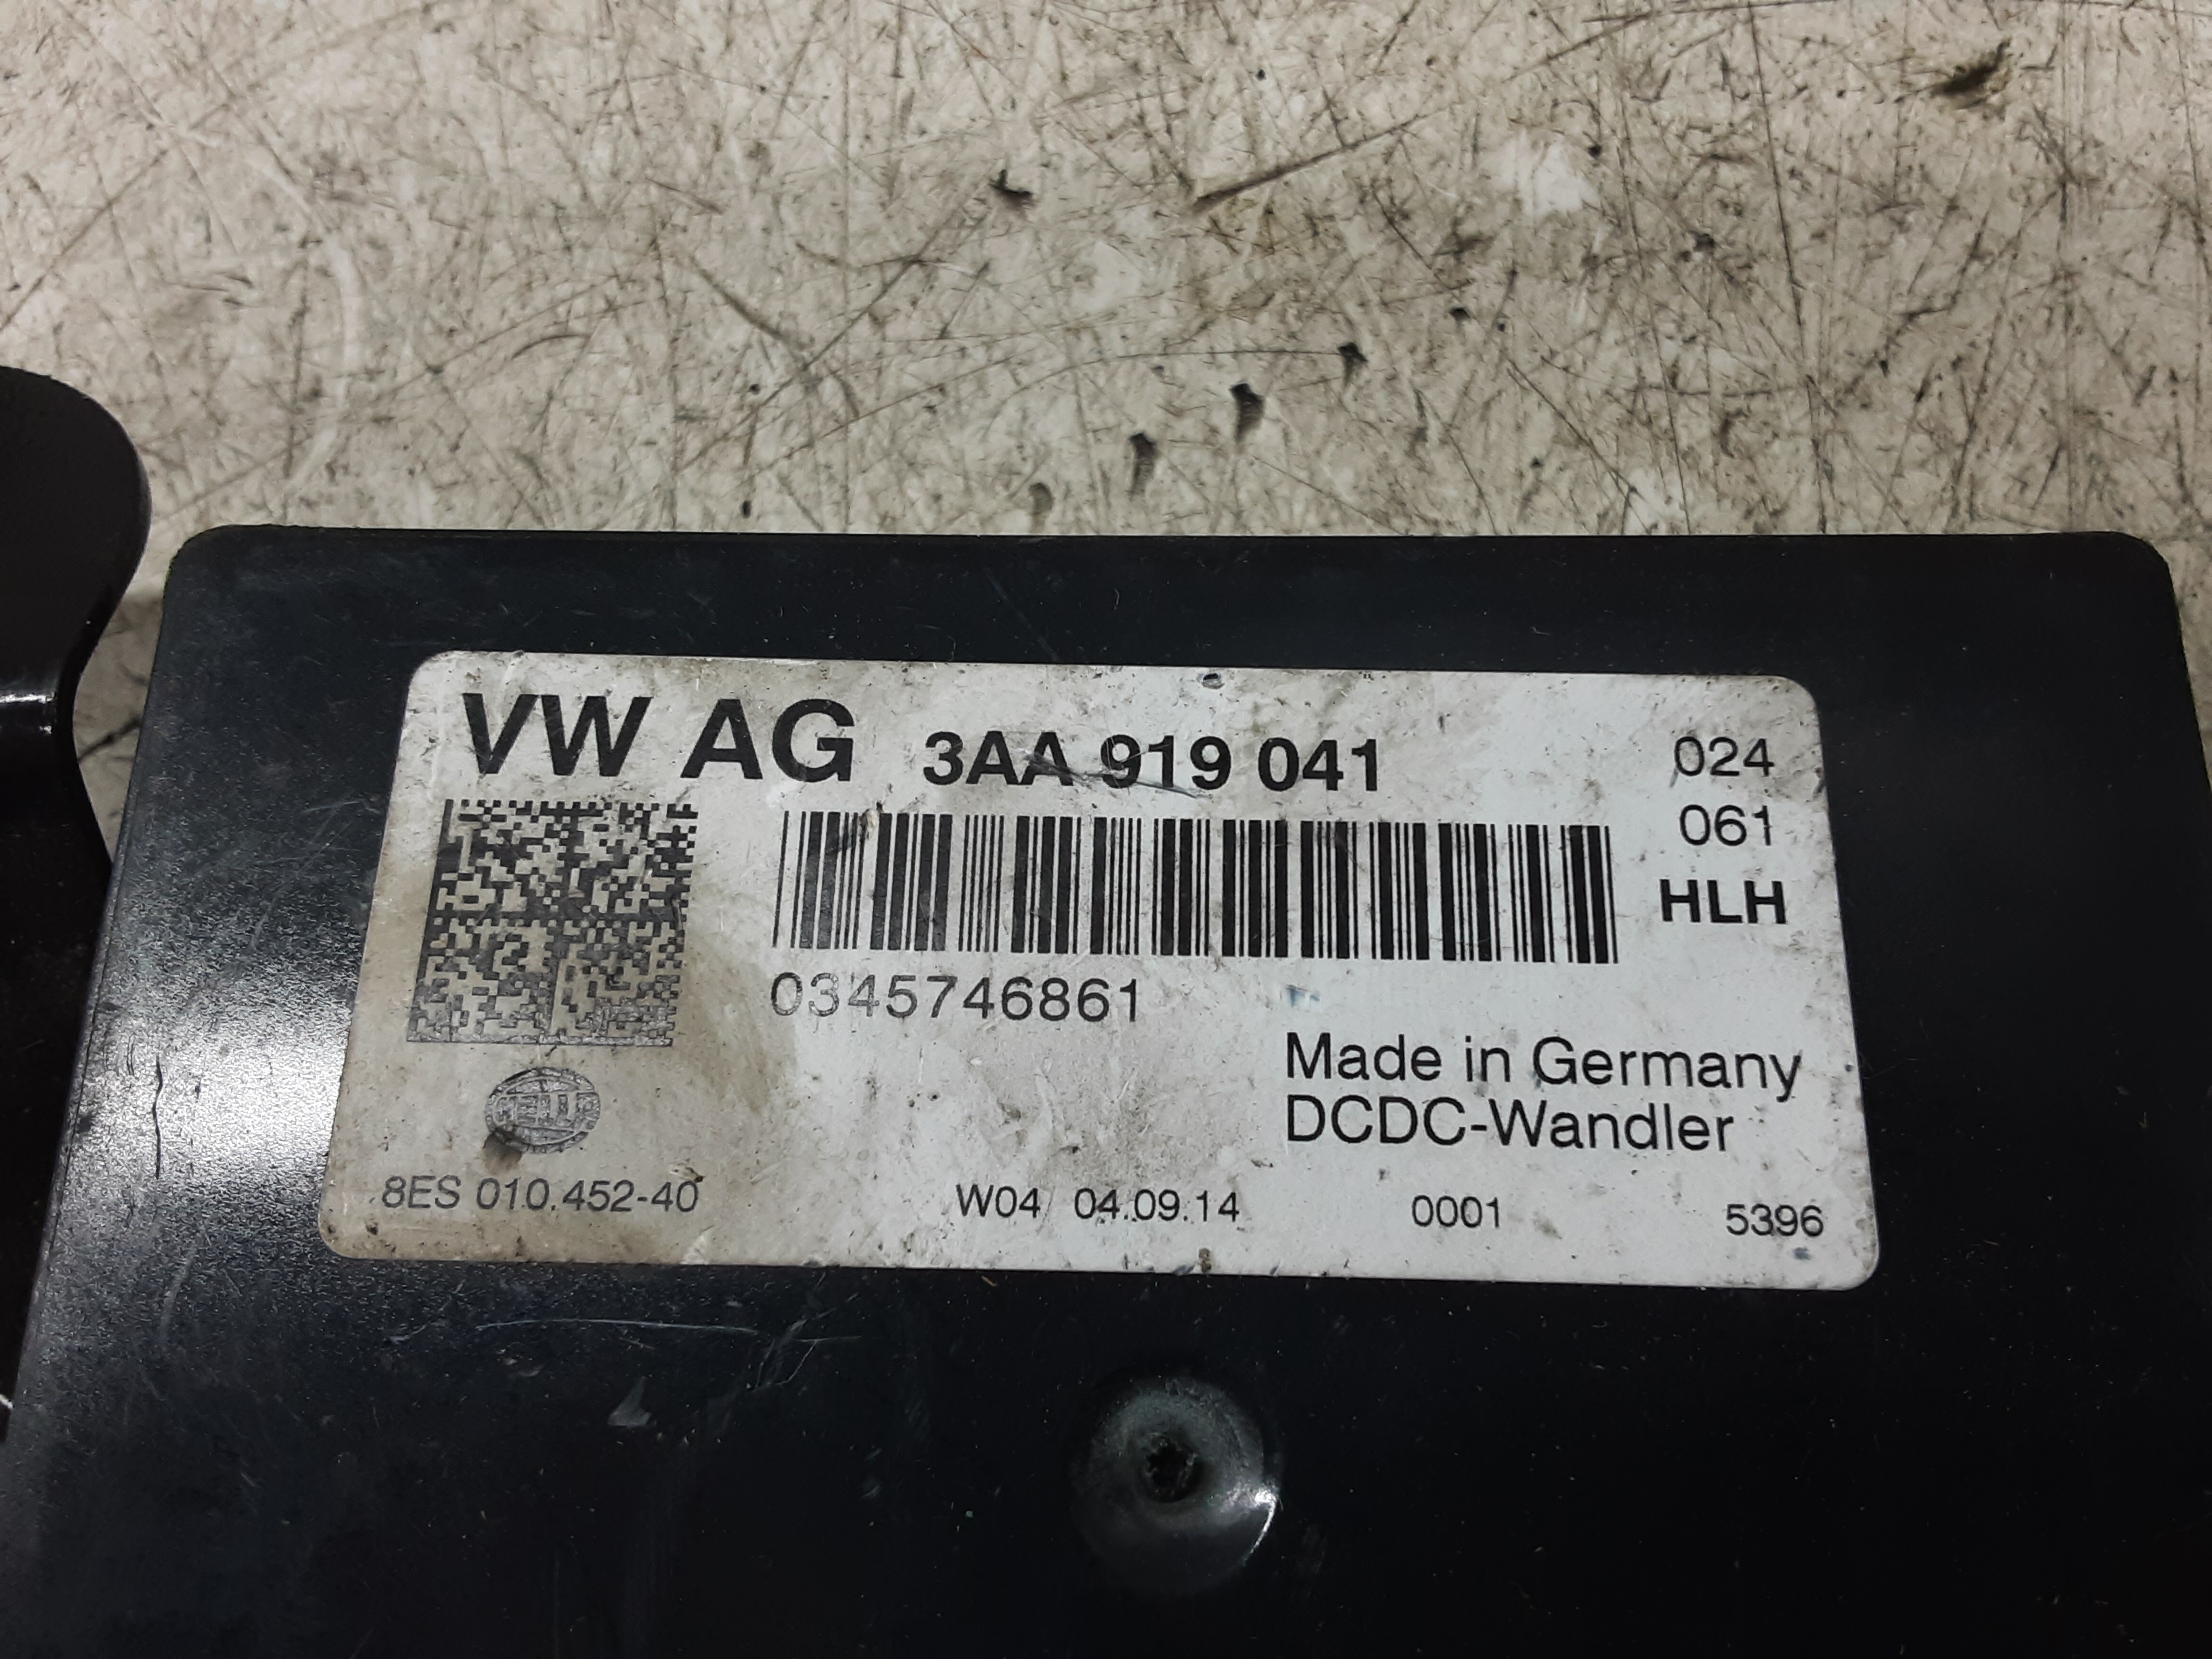 VW AG 3AA 919 041 024
061
HLH
0345746861
Made in Germany
DCDC-Wandler
HELLA
8ES 010.452-40 W04 04.09.14 0001 5396